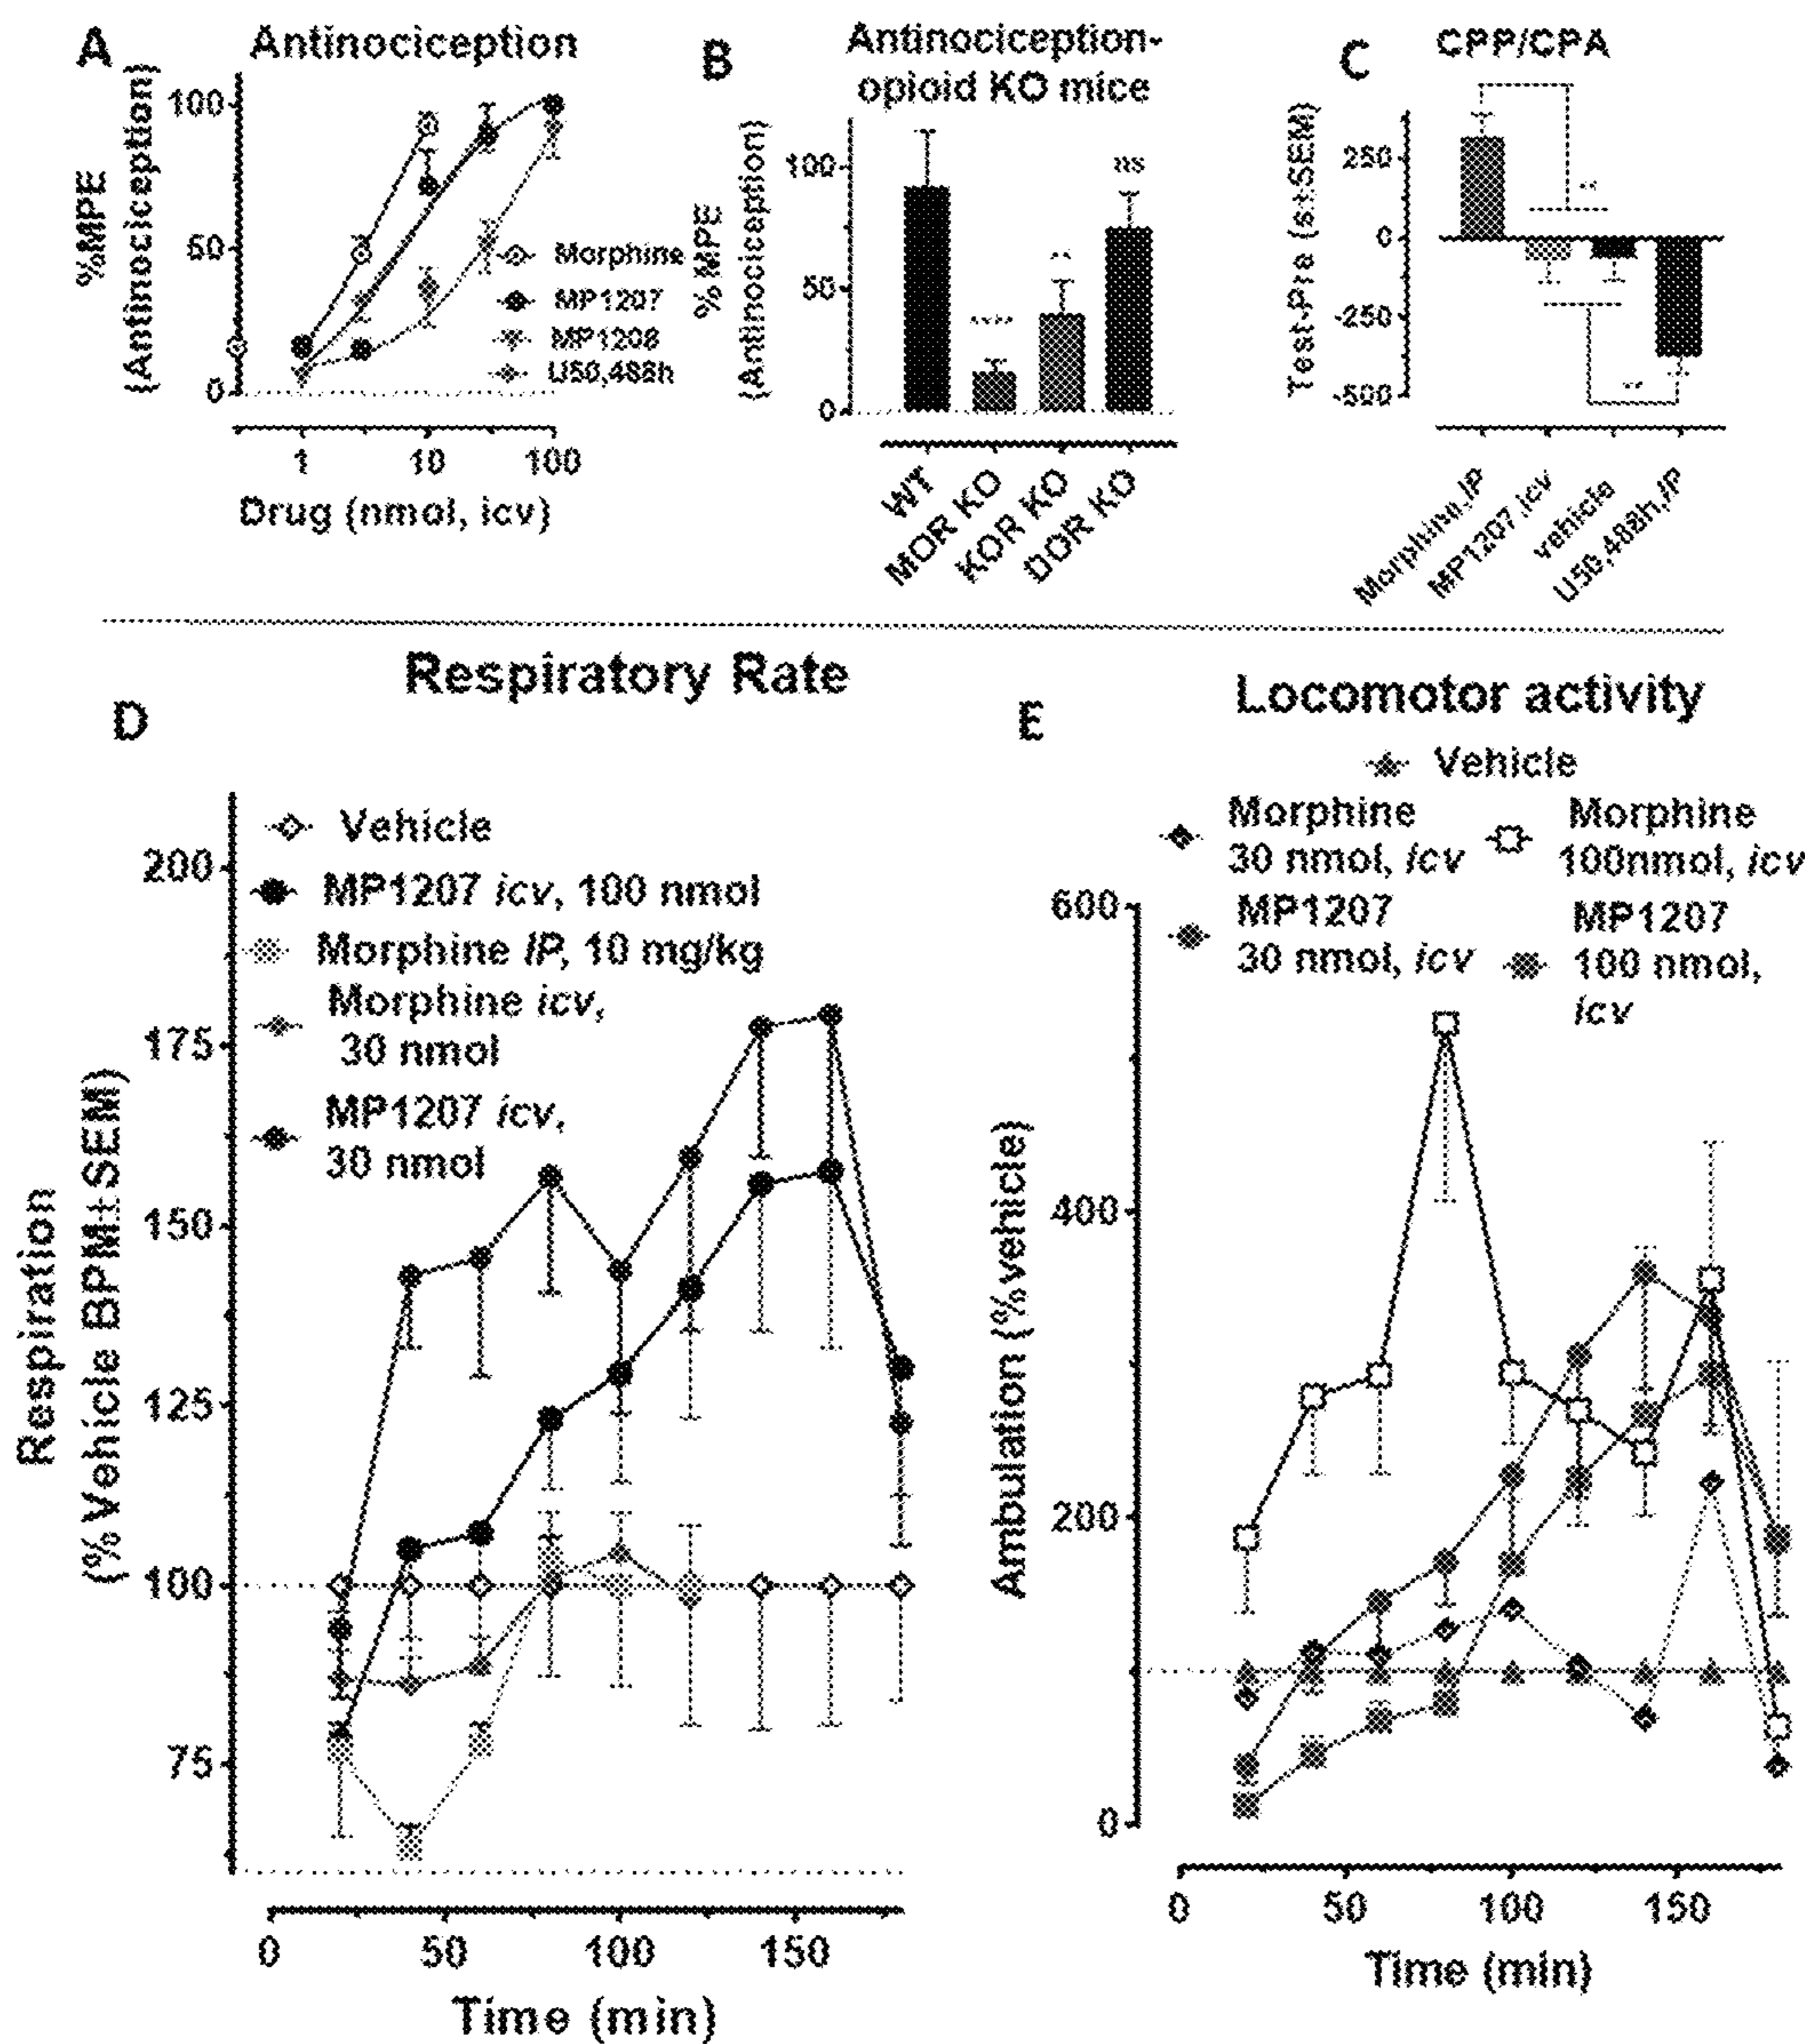 A
Antinociception
%MPE
(Antinociception)
100
50
0
Morphine
MP1207
MP1208
U50,488h
1
10
100
Drug (nmol, icv)
B
Antinociception-
opioid KO mice
% MPE
(Antinociception)
100
50
0
ns
WT
MOR KO
KOR KO
DOR KO
C
CPP/CPA
Test-Pre (s±SEM)
250
0
-250
-500
**
**
Morphine,IP
MP1207,icv
vehicle
U50,488h,IP
D
Respiratory Rate
Respiration
(% Vehicle BPM±SEM)
200
175
150
125
100
75
Vehicle
MP1207 icv, 100 nmol
Morphine IP, 10 mg/kg
Morphine icv,
30 nmol
MP1207 icv,
30 nmol
0
50
100
150
Time (min)
E
Locomotor activity
Vehicle
Morphine
30 nmol, icv
Morphine
100nmol, icv
MP1207
30 nmol, icv
MP1207
100 nmol,
icv
Ambulation (%vehicle)
600
400
200
0
0
50
100
150
Time (min)